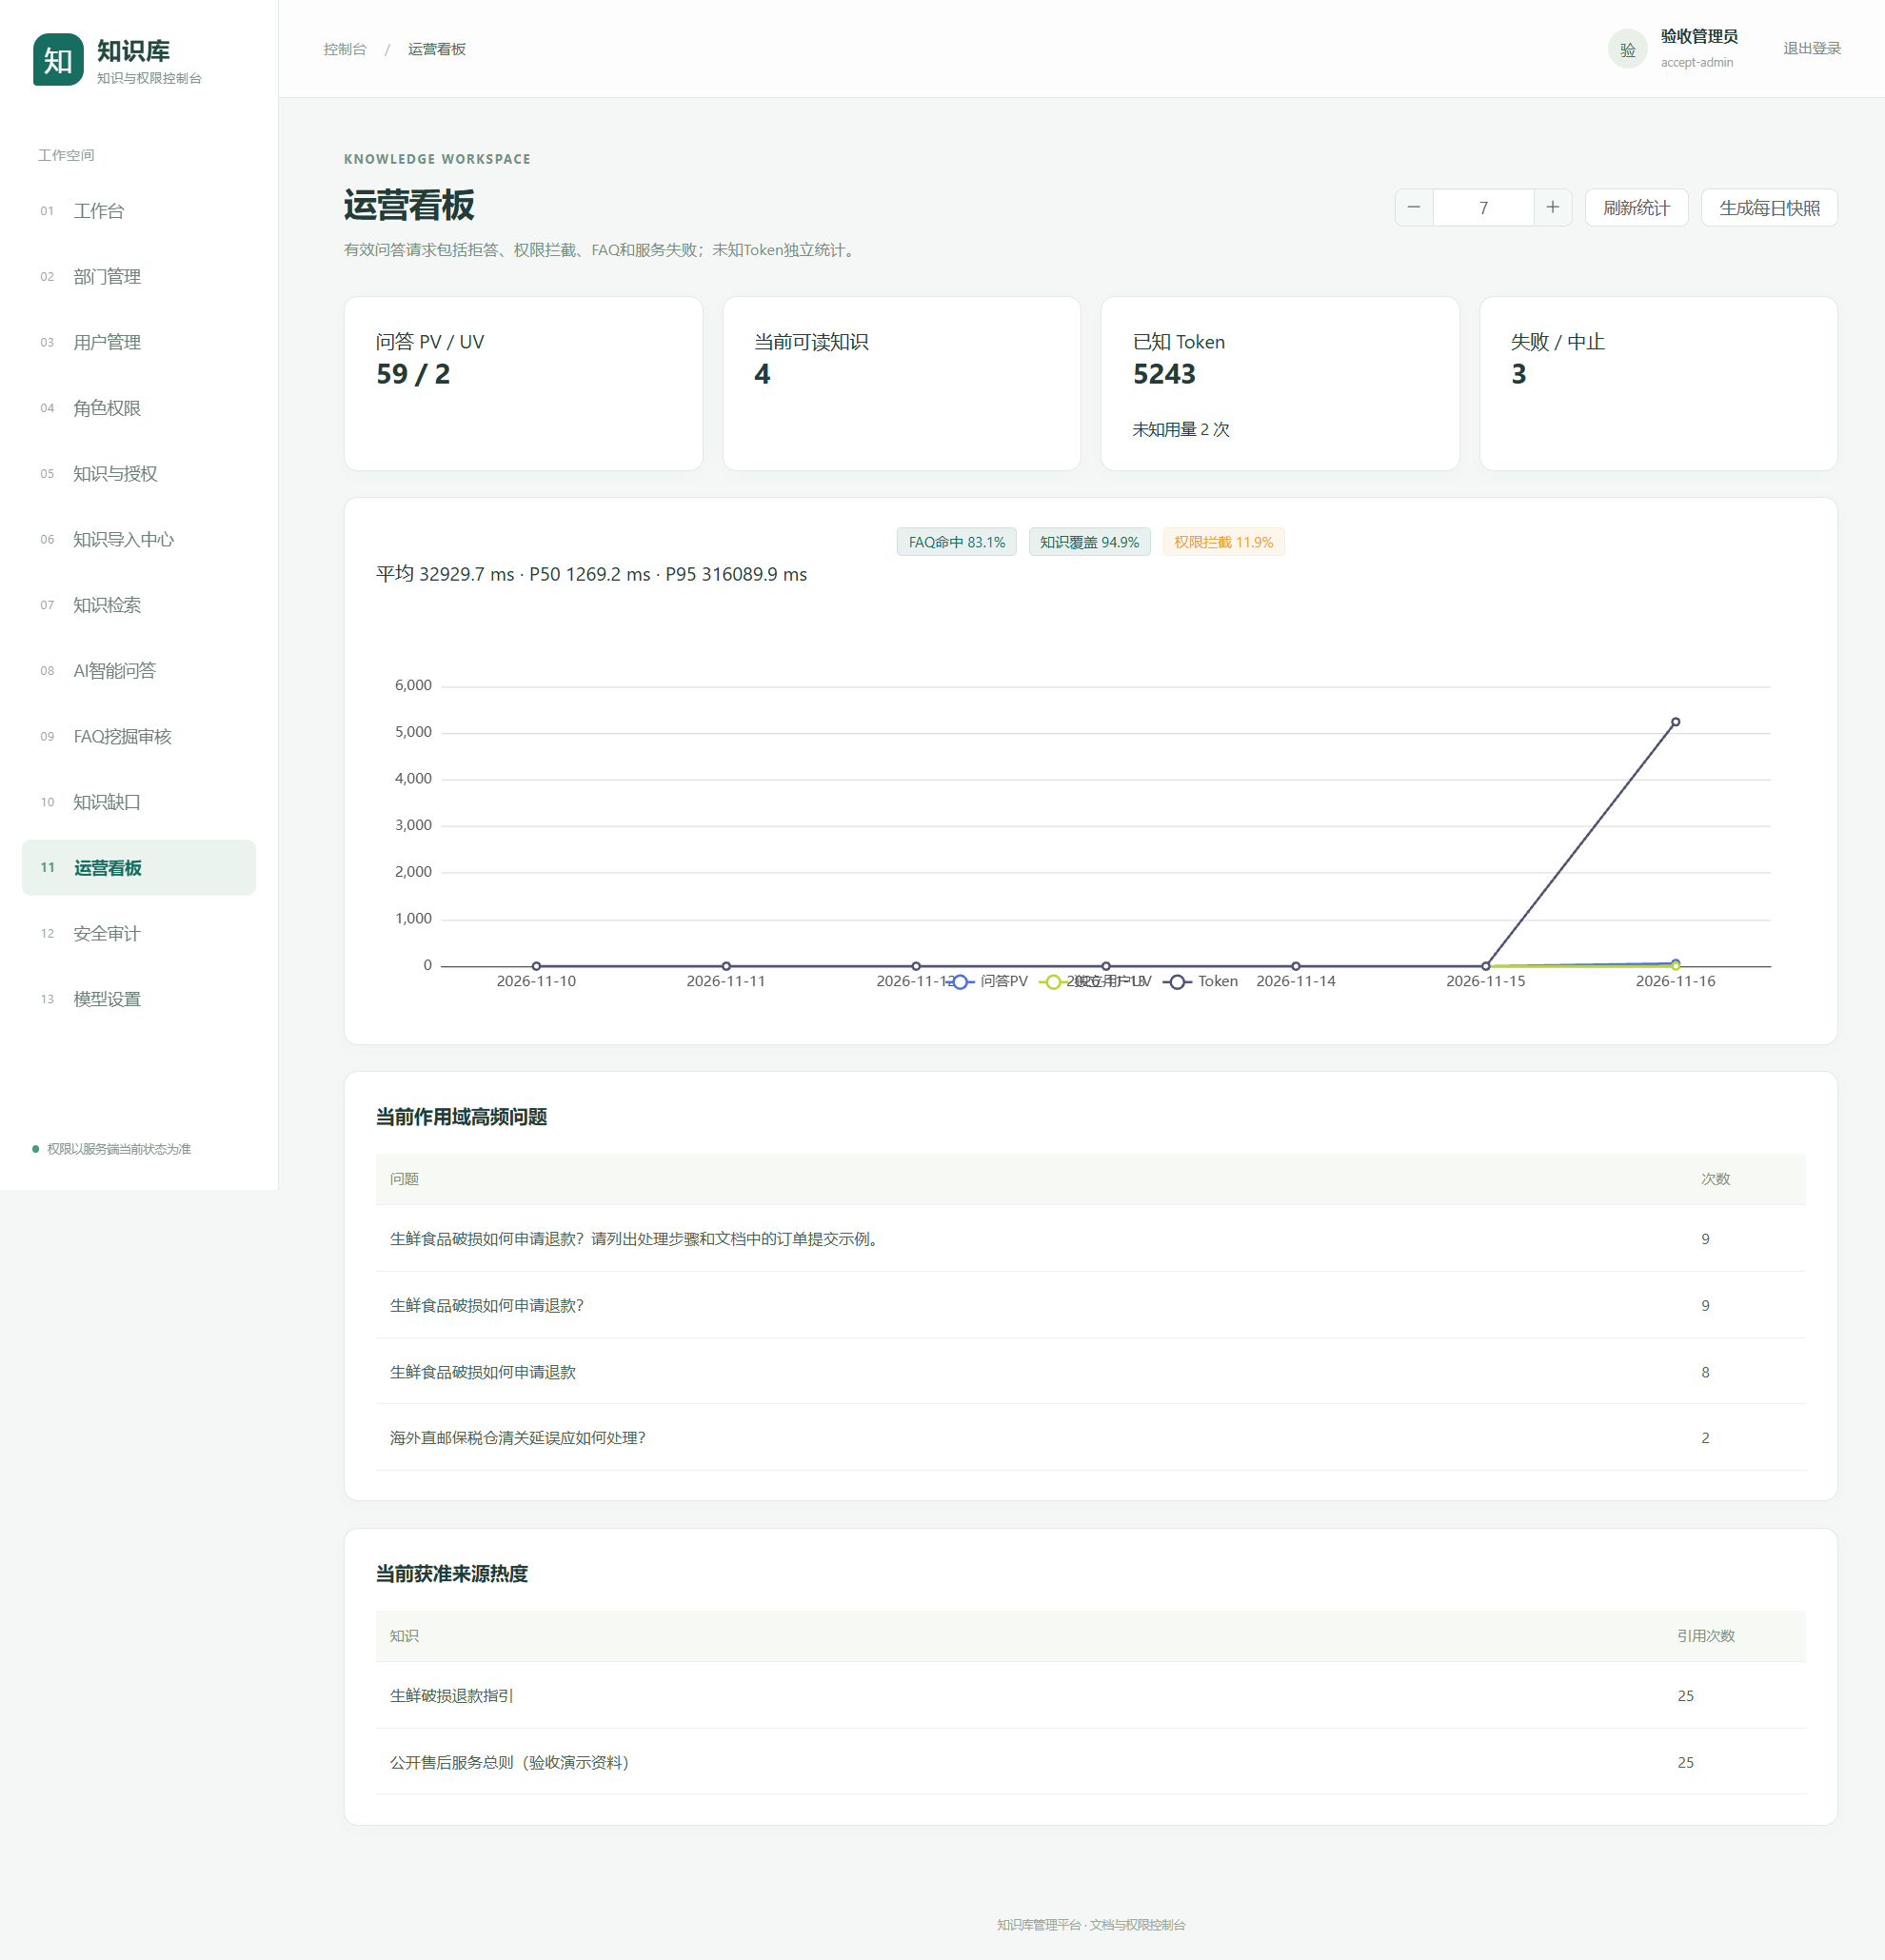 知
知识库
知识与权限控制台
工作空间
01 工作台
02 部门管理
03 用户管理
04 角色权限
05 知识与授权
06 知识导入中心
07 知识检索
08 AI智能问答
09 FAQ挖掘审核
10 知识缺口
11 运营看板
12 安全审计
13 模型设置
权限以服务端当前状态为准
控制台 / 运营看板
验
验收管理员
accept-admin
退出登录
KNOWLEDGE WORKSPACE
运营看板
有效问答请求包括拒答、权限拦截、FAQ和服务失败；未知Token独立统计。
7
刷新统计
生成每日快照
问答 PV / UV
59 / 2
当前可读知识
4
已知 Token
5243
未知用量 2 次
失败 / 中止
3
FAQ命中 83.1%
知识覆盖 94.9%
权限拦截 11.9%
平均 32929.7 ms · P50 1269.2 ms · P95 316089.9 ms
6,000
5,000
4,000
3,000
2,000
1,000
0
2026-11-10
2026-11-11
2026-11-12
2026-11-13
2026-11-14
2026-11-15
2026-11-16
问答PV
独立用户UV
Token
当前作用域高频问题
问题 次数
生鲜食品破损如何申请退款？请列出处理步骤和文档中的订单提交示例。 9
生鲜食品破损如何申请退款？ 9
生鲜食品破损如何申请退款 8
海外直邮保税仓清关延误应如何处理？ 2
当前获准来源热度
知识 引用次数
生鲜破损退款指引 25
公开售后服务总则（验收演示资料） 25
知识库管理平台 · 文档与权限控制台